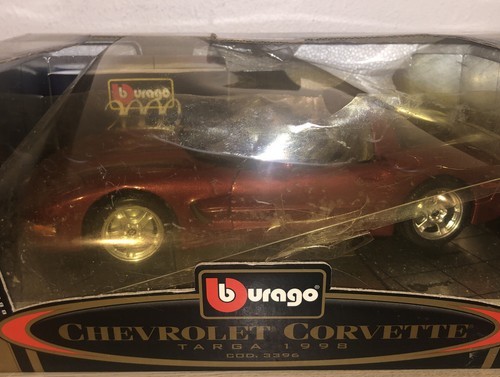 burago
burago
CHEVROLET CORVETTE
TARGA 1998
COD. 3396